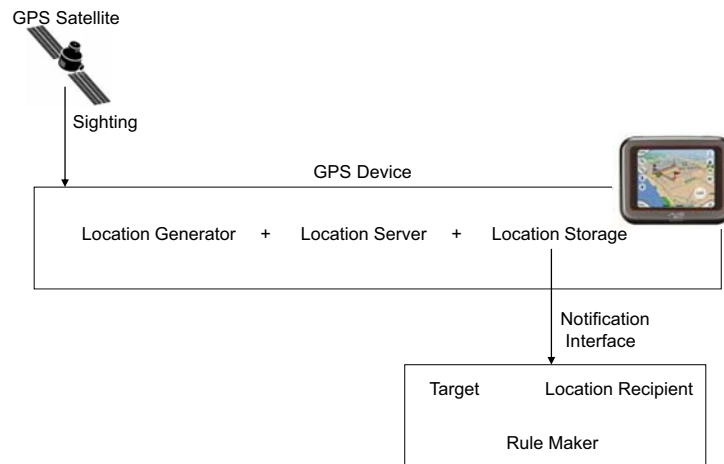 GPS Satellite
Sighting
GPS Device
Location Generator + Location Server + Location Storage
Notification
Interface
Target Location Recipient
Rule Maker